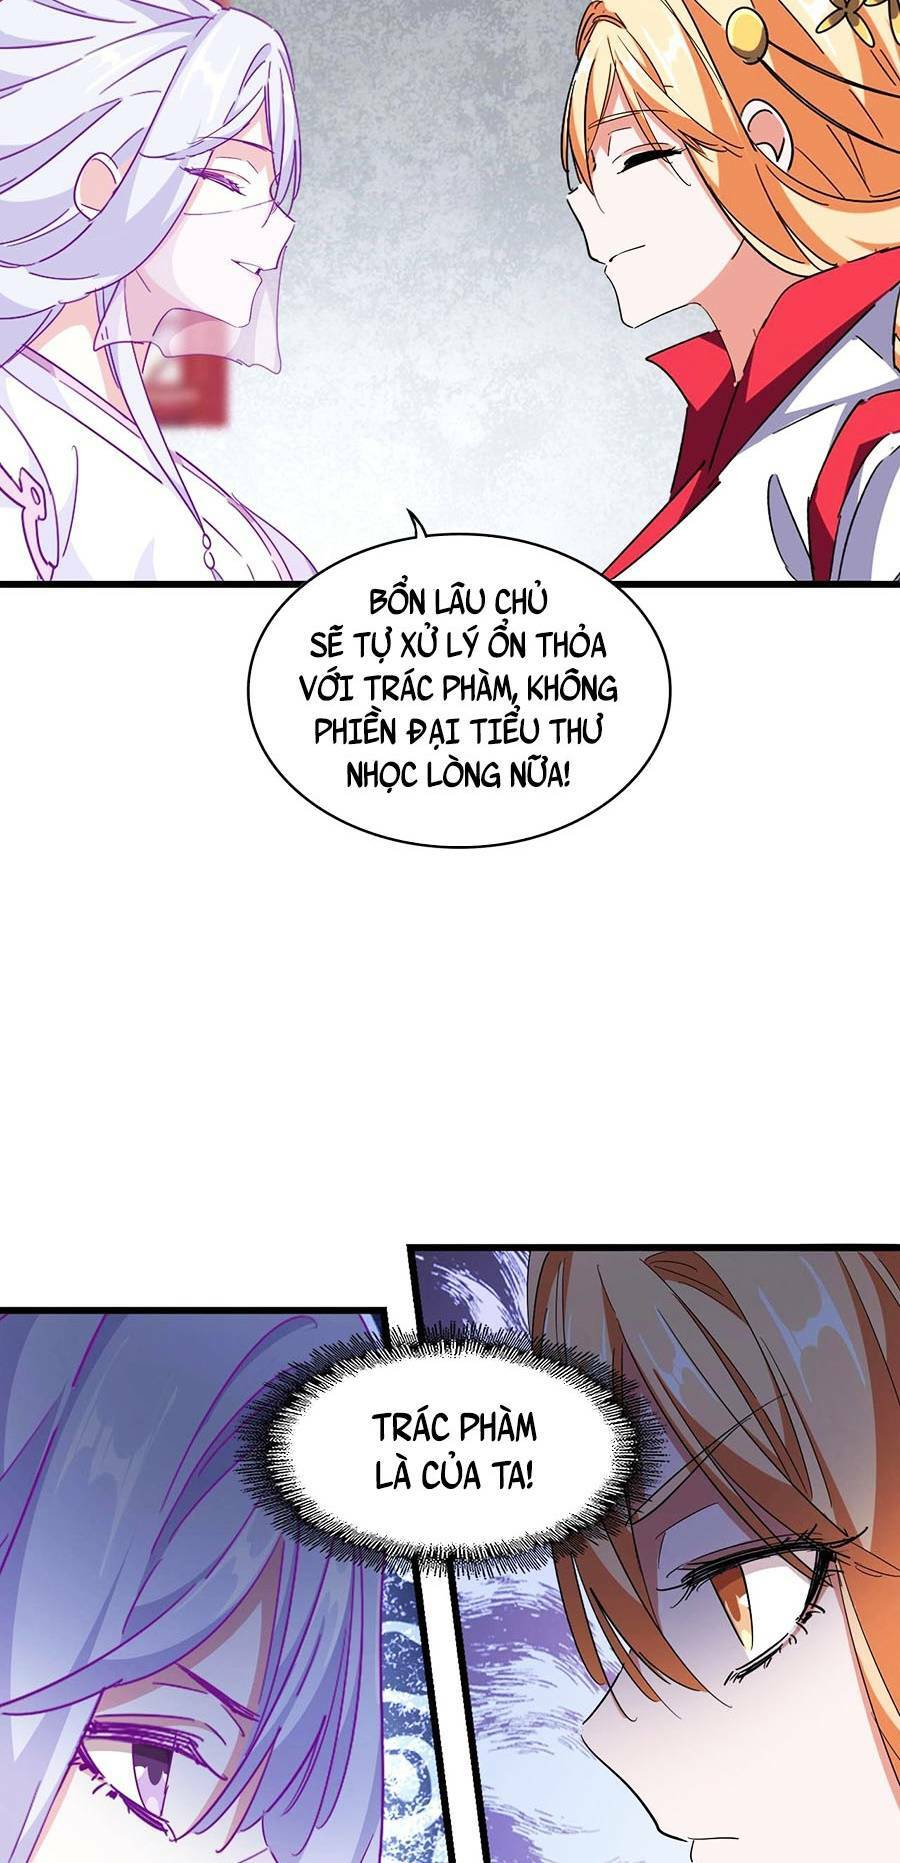 BỔN LÂU CHỦ
SẼ TỰ XỬ LÝ ỔN THỎA
VỚI TRÁC PHÀM, KHÔNG
PHIỀN ĐẠI TIỂU THƯ
NHỌC LÒNG NỮA!
TRÁC PHÀM
LÀ CỦA TA!